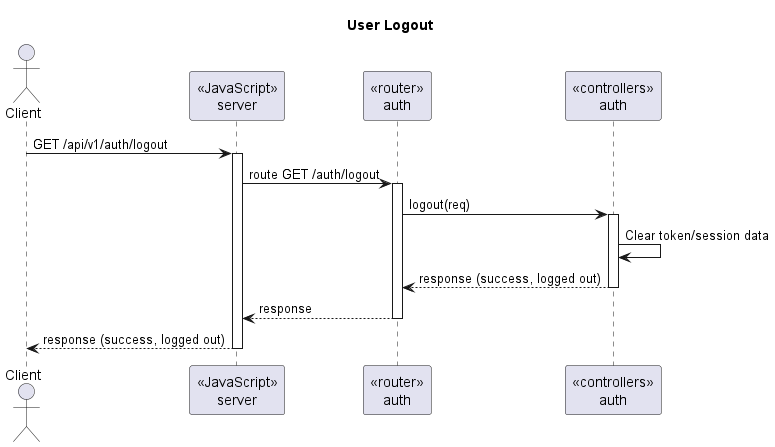 User Logout
Client
«JavaScript»
server
«router»
auth
«controllers»
auth
GET /api/v1/auth/logout
route GET /auth/logout
logout(req)
Clear token/session data
response (success, logged out)
response
response (success, logged out)
Client
«JavaScript»
server
«router»
auth
«controllers»
auth